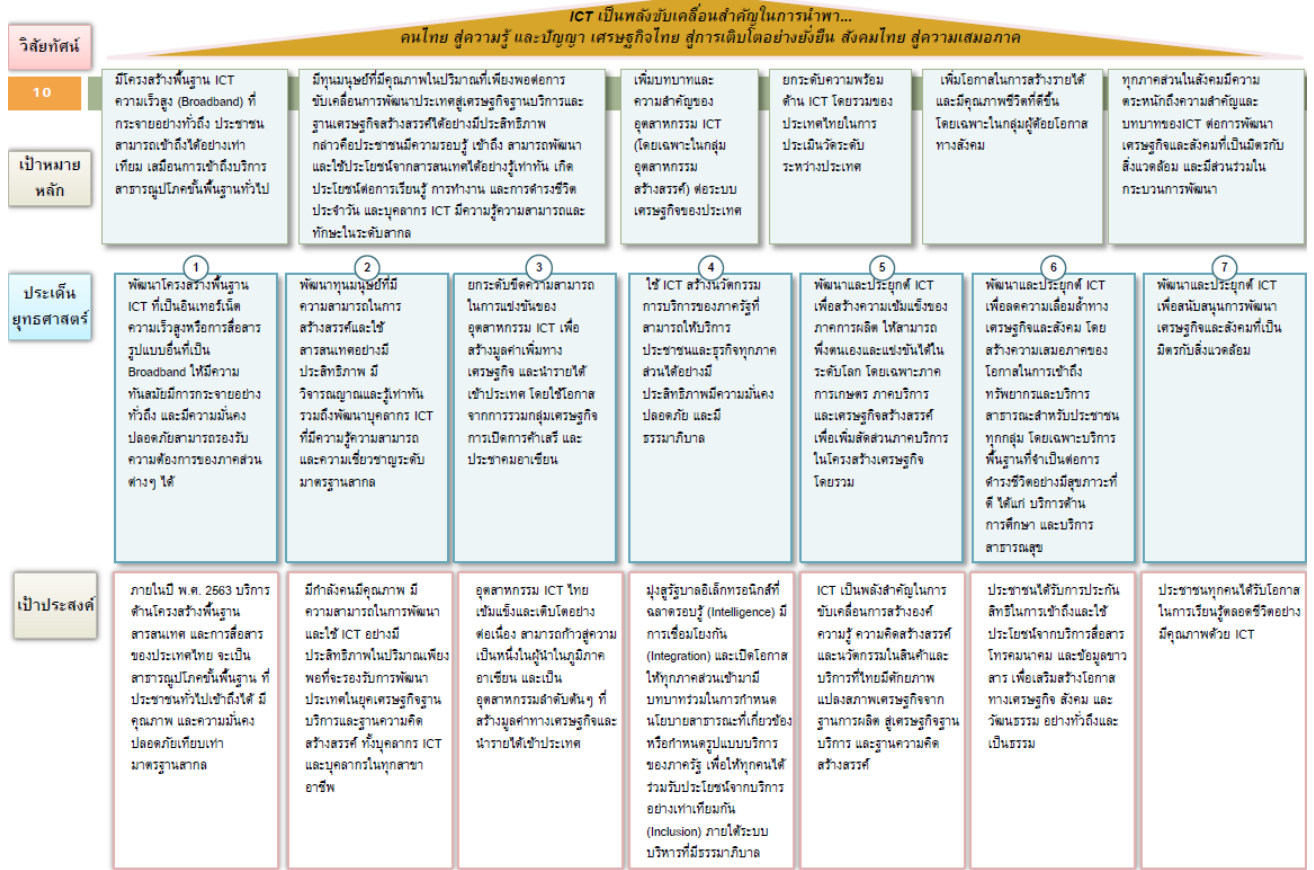 ICT เป็นพลังขับเคลื่อนสำคัญในการนำพา...
คนไทย สู่ความรู้ และปัญญา เศรษฐกิจไทย สู่การเติบโตอย่างยั่งยืน สังคมไทย สู่ความเสมอภาค
วิสัยทัศน์
10
เป้าหมาย
หลัก
มีโครงสร้างพื้นฐาน ICT
ความเร็วสูง (Broadband) ที่
กระจายอย่างทั่วถึง ประชาชน
สามารถเข้าถึงได้อย่างเท่า
เทียม เสมือนการเข้าถึงบริการ
สาธารณูปโภคขั้นพื้นฐานทั่วไป
มีทุนมนุษย์ที่มีคุณภาพในปริมาณที่เพียงพอต่อการ
ขับเคลื่อนการพัฒนาประเทศสู่เศรษฐกิจฐานบริการและ
ฐานเศรษฐกิจสร้างสรรค์ได้อย่างมีประสิทธิภาพ
กล่าวคือประชาชนมีความรอบรู้ เข้าถึง สามารถพัฒนา
และใช้ประโยชน์จากสารสนเทศได้อย่างรู้เท่าทัน เกิด
ประโยชน์ต่อการเรียนรู้ การทำงาน และการดำรงชีวิต
ประจำวัน และบุคลากร ICT มีความรู้ความสามารถและ
ทักษะในระดับสากล
เพิ่มบทบาทและ
ความสำคัญของ
อุตสาหกรรม ICT
(โดยเฉพาะในกลุ่ม
อุตสาหกรรม
สร้างสรรค์) ต่อระบบ
เศรษฐกิจของประเทศ
ยกระดับความพร้อม
ด้าน ICT โดยรวมของ
ประเทศไทยในการ
ประเมินวัดระดับ
ระหว่างประเทศ
เพิ่มโอกาสในการสร้างรายได้
และมีคุณภาพชีวิตที่ดีขึ้น
โดยเฉพาะในกลุ่มผู้ด้อยโอกาส
ทางสังคม
ทุกภาคส่วนในสังคมมีความ
ตระหนักถึงความสำคัญและ
บทบาทของICT ต่อการพัฒนา
เศรษฐกิจและสังคมที่เป็นมิตรกับ
สิ่งแวดล้อม และมีส่วนร่วมใน
กระบวนการพัฒนา
ประเด็น
ยุทธศาสตร์
1
พัฒนาโครงสร้างพื้นฐาน
ICT ที่เป็นอินเทอร์เน็ต
ความเร็วสูงหรือการสื่อสาร
รูปแบบอื่นที่เป็น
Broadband ให้มีความ
ทันสมัยมีการกระจายอย่าง
ทั่วถึง และมีความมั่นคง
ปลอดภัยสามารถรองรับ
ความต้องการของภาคส่วน
ต่างๆ ได้
2
พัฒนาทุนมนุษย์ที่มี
ความสามารถในการ
สร้างสรรค์และใช้
สารสนเทศอย่างมี
ประสิทธิภาพ มี
วิจารณญาณและรู้เท่าทัน
รวมถึงพัฒนาบุคลากร ICT
ที่มีความรู้ความสามารถ
และความเชี่ยวชาญระดับ
มาตรฐานสากล
3
ยกระดับขีดความสามารถ
ในการแข่งขันของ
อุตสาหกรรม ICT เพื่อ
สร้างมูลค่าเพิ่มทาง
เศรษฐกิจ และนำรายได้
เข้าประเทศ โดยใช้โอกาส
จากการรวมกลุ่มเศรษฐกิจ
การเปิดการค้าเสรี และ
ประชาคมอาเซียน
4
ใช้ ICT สร้างนวัตกรรม
การบริการของภาครัฐที่
สามารถให้บริการ
ประชาชนและธุรกิจทุกภาค
ส่วนได้อย่างมี
ประสิทธิภาพมีความมั่นคง
ปลอดภัย และมี
ธรรมาภิบาล
5
พัฒนาและประยุกต์ ICT
เพื่อสร้างความเข้มแข็งของ
ภาคการผลิต ให้สามารถ
พึ่งตนเองและแข่งขันได้ใน
ระดับโลก โดยเฉพาะภาค
การเกษตร ภาคบริการ
และเศรษฐกิจสร้างสรรค์
เพื่อเพิ่มสัดส่วนภาคบริการ
ในโครงสร้างเศรษฐกิจ
โดยรวม
6
พัฒนาและประยุกต์ ICT
เพื่อลดความเลื่อมล้ำทาง
เศรษฐกิจและสังคม โดย
สร้างความเสมอภาคของ
โอกาสในการเข้าถึง
ทรัพยากรและบริการ
สาธารณะสำหรับประชาชน
ทุกกลุ่ม โดยเฉพาะบริการ
พื้นฐานที่จำเป็นต่อการ
ดำรงชีวิตอย่างมีสุขภาวะที่
ดี ได้แก่ บริการด้าน
การศึกษา และบริการ
สาธารณสุข
7
พัฒนาและประยุกต์ ICT
เพื่อสนับสนุนการพัฒนา
เศรษฐกิจและสังคมที่เป็น
มิตรกับสิ่งแวดล้อม
เป้าประสงค์
ภายในปี พ.ศ. 2563 บริการ
ด้านโครงสร้างพื้นฐาน
สารสนเทศ และการสื่อสาร
ของประเทศไทย จะเป็น
สาธารณูปโภคขั้นพื้นฐาน ที่
ประชาชนทั่วไปเข้าถึงได้ มี
คุณภาพ และความมั่นคง
ปลอดภัยเทียบเท่า
มาตรฐานสากล
มีกำลังคนมีคุณภาพ มี
ความสามารถในการพัฒนา
และใช้ ICT อย่างมี
ประสิทธิภาพในปริมาณเพียง
พอที่จะรองรับการพัฒนา
ประเทศในยุคเศรษฐกิจฐาน
บริการและฐานความคิด
สร้างสรรค์ ทั้งบุคลากร ICT
และบุคลากรในทุกสาขา
อาชีพ
อุตสาหกรรม ICT ไทย
เข้มแข็งและเติบโตอย่าง
ต่อเนื่อง สามารถก้าวสู่ความ
เป็นหนึ่งในผู้นำในภูมิภาค
อาเซียน และเป็น
อุตสาหกรรมลำดับต้นๆ ที่
สร้างมูลค่าทางเศรษฐกิจและ
นำรายได้เข้าประเทศ
มุ่งสู่รัฐบาลอิเล็กทรอนิกส์ที่
ฉลาดรอบรู้ (Intelligence) มี
การเชื่อมโยงกัน
(Integration) และเปิดโอกาส
ให้ทุกภาคส่วนเข้ามามี
บทบาทร่วมในการกำหนด
นโยบายสาธารณะที่เกี่ยวข้อง
หรือกำหนดรูปแบบบริการ
ของภาครัฐ เพื่อให้ทุกคนได้
ร่วมรับประโยชน์จากบริการ
อย่างเท่าเทียมกัน
(Inclusion) ภายใต้ระบบ
บริหารที่มีธรรมาภิบาล
ICT เป็นพลังสำคัญในการ
ขับเคลื่อนการสร้างองค์
ความรู้ ความคิดสร้างสรรค์
และนวัตกรรมในสินค้าและ
บริการที่ไทยมีศักยภาพ
แปลงสภาพเศรษฐกิจจาก
ฐานการผลิต สู่เศรษฐกิจฐาน
บริการ และฐานความคิด
สร้างสรรค์
ประชาชนได้รับการประกัน
สิทธิในการเข้าถึงและใช้
ประโยชน์จากบริการสื่อสาร
โทรคมนาคม และข้อมูลข่าว
สาร เพื่อเสริมสร้างโอกาส
ทางเศรษฐกิจ สังคม และ
วัฒนธรรม อย่างทั่วถึงและ
เป็นธรรม
ประชาชนทุกคนได้รับโอกาส
ในการเรียนรู้ตลอดชีวิตอย่าง
มีคุณภาพด้วย ICT